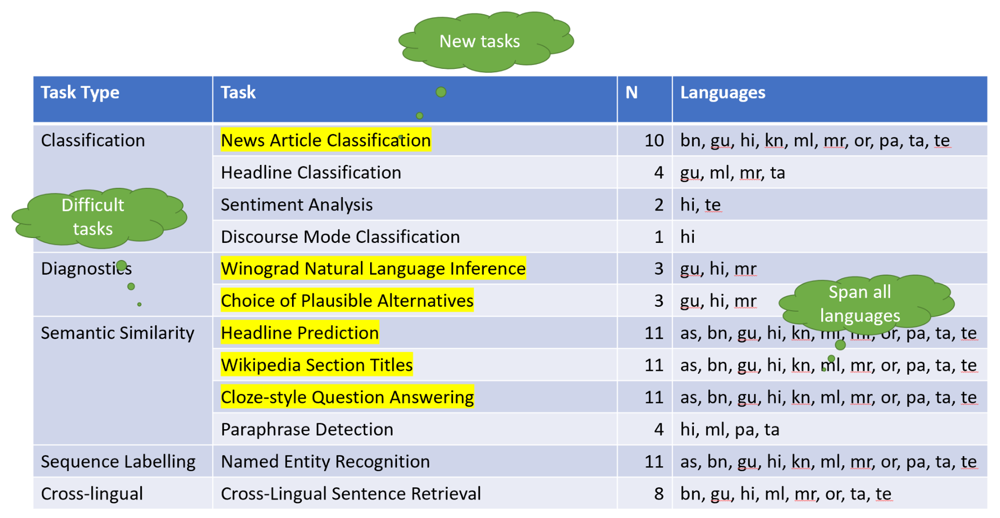 New tasks
Task Type Task N Languages
Classification News Article Classification 10 bn, gu, hi, kn, ml, mr, or, pa, ta, te
Headline Classification 4 gu, ml, mr, ta
Difficult
tasks
Sentiment Analysis 2 hi, te
Discourse Mode Classification 1 hi
Diagnostics Winograd Natural Language Inference 3 gu, hi, mr
Choice of Plausible Alternatives 3 gu, hi, mr
Span all
languages
Semantic Similarity Headline Prediction 11 as, bn, gu, hi, kn, ml, mr, or, pa, ta, te
Wikipedia Section Titles 11 as, bn, gu, hi, kn, ml, mr, or, pa, ta, te
Cloze-style Question Answering 11 as, bn, gu, hi, kn, ml, mr, or, pa, ta, te
Paraphrase Detection 4 hi, ml, pa, ta
Sequence Labelling Named Entity Recognition 11 as, bn, gu, hi, kn, ml, mr, or, pa, ta, te
Cross-lingual Cross-Lingual Sentence Retrieval 8 bn, gu, hi, ml, mr, or, ta, te